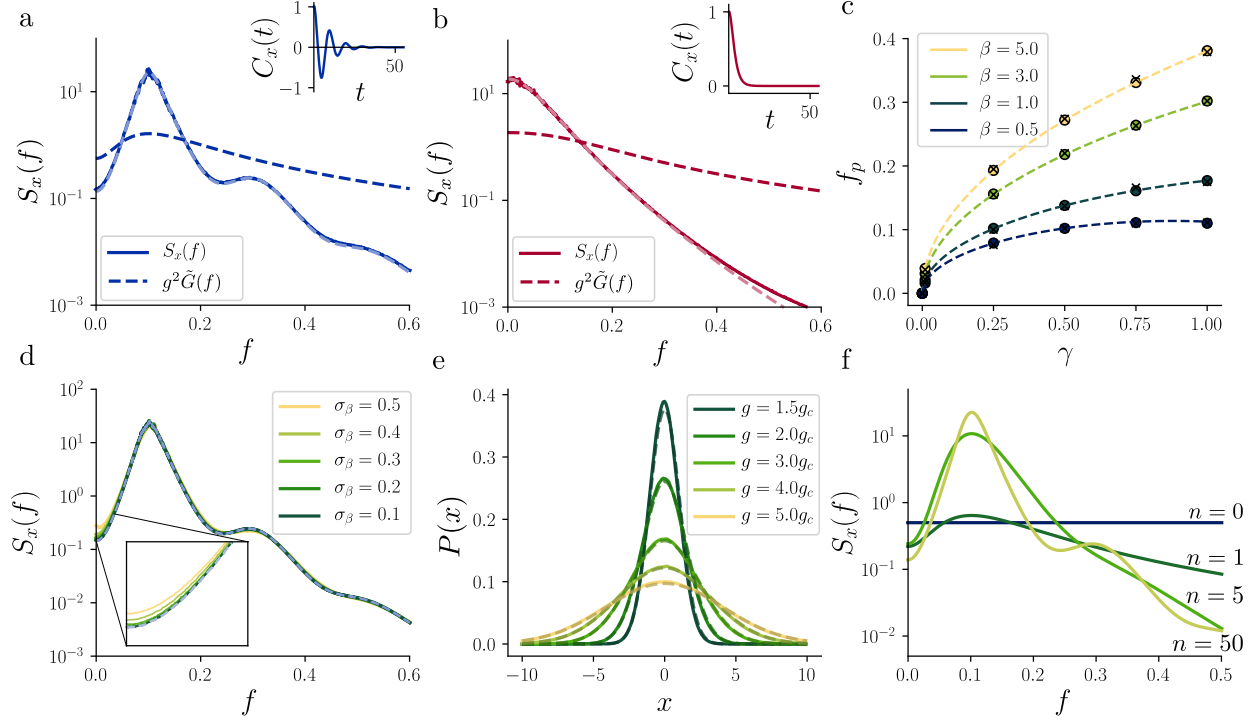 a
S_x(f)
10^1
10^{-1}
10^{-3}
0.0 0.2 0.4 0.6
f
S_x(f)
g^2 G̃(f)
C_x(t)
1
0
−1
50
t
b
S_x(f)
10^1
10^{-1}
10^{-3}
0.0 0.2 0.4 0.6
f
S_x(f)
g^2 G̃(f)
C_x(t)
1
0
50
t
c
f_p
0.4
0.3
0.2
0.1
0.0
0.00 0.25 0.50 0.75 1.00
γ
β = 5.0
β = 3.0
β = 1.0
β = 0.5
d
S_x(f)
10^2
10^1
10^0
10^{-1}
10^{-2}
10^{-3}
0.0 0.2 0.4 0.6
f
σ_β = 0.5
σ_β = 0.4
σ_β = 0.3
σ_β = 0.2
σ_β = 0.1
e
P(x)
0.4
0.3
0.2
0.1
0.0
−10 −5 0 5 10
x
g = 1.5g_c
g = 2.0g_c
g = 3.0g_c
g = 4.0g_c
g = 5.0g_c
f
S_x(f)
10^1
10^0
10^{-1}
10^{-2}
0.0 0.1 0.2 0.3 0.4 0.5
f
n = 0
n = 1
n = 5
n = 50